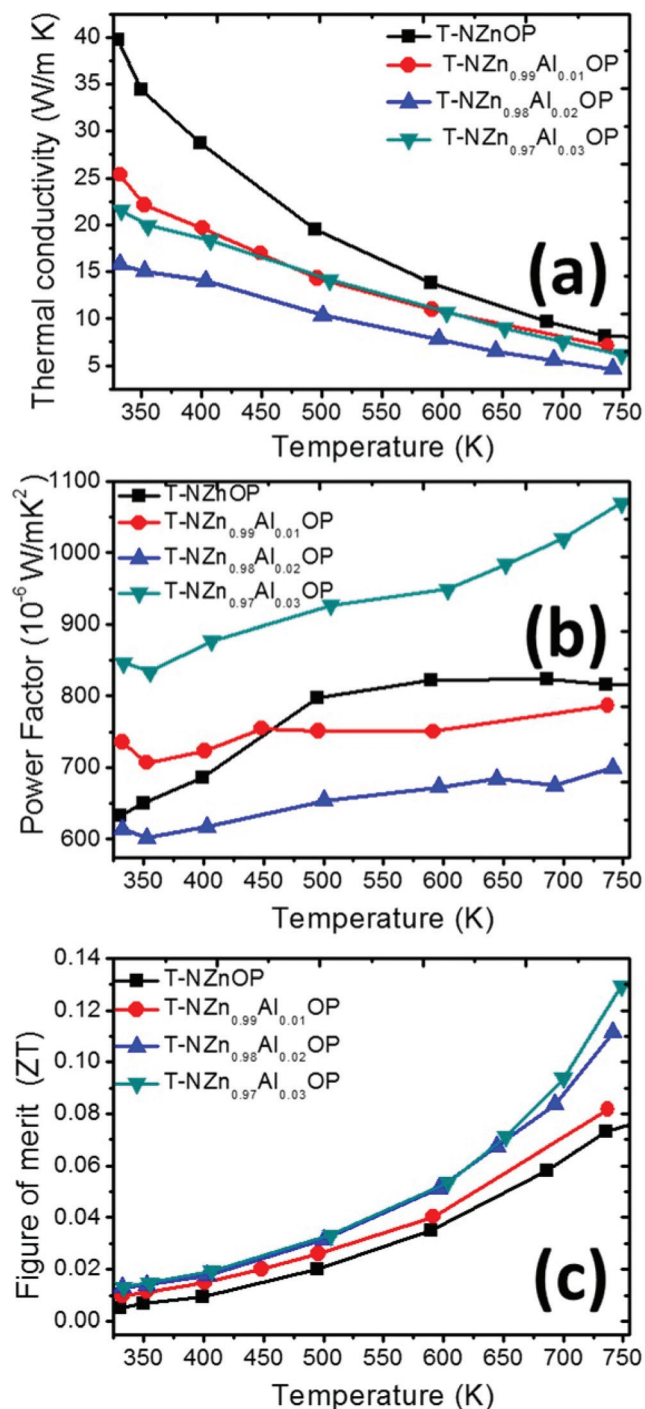 40
35
30
25
20
15
10
5
Thermal conductivity (W/m K)
T-NZnOP
T-NZn0.99Al0.01OP
T-NZn0.98Al0.02OP
T-NZn0.97Al0.03OP
(a)
350 400 450 500 550 600 650 700 750
Temperature (K)
1100
1000
900
800
700
600
Power Factor (10-6 W/mK2)
T-NZnOP
T-NZn0.99Al0.01OP
T-NZn0.98Al0.02OP
T-NZn0.97Al0.03OP
(b)
350 400 450 500 550 600 650 700 750
Temperature (K)
0.14
0.12
0.10
0.08
0.06
0.04
0.02
0.00
Figure of merit (ZT)
T-NZnOP
T-NZn0.99Al0.01OP
T-NZn0.98Al0.02OP
T-NZn0.97Al0.03OP
(c)
350 400 450 500 550 600 650 700 750
Temperature (K)